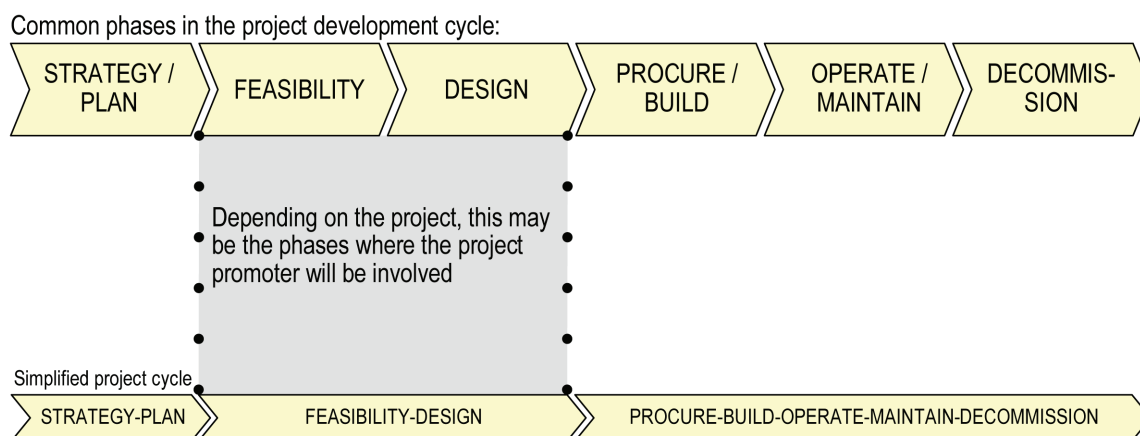 Common phases in the project development cycle:
STRATEGY /
PLAN
FEASIBILITY
DESIGN
PROCURE /
BUILD
OPERATE /
MAINTAIN
DECOMMIS-
SION
Depending on the project, this may
be the phases where the project
promoter will be involved
Simplified project cycle
STRATEGY-PLAN
FEASIBILITY-DESIGN
PROCURE-BUILD-OPERATE-MAINTAIN-DECOMMISSION